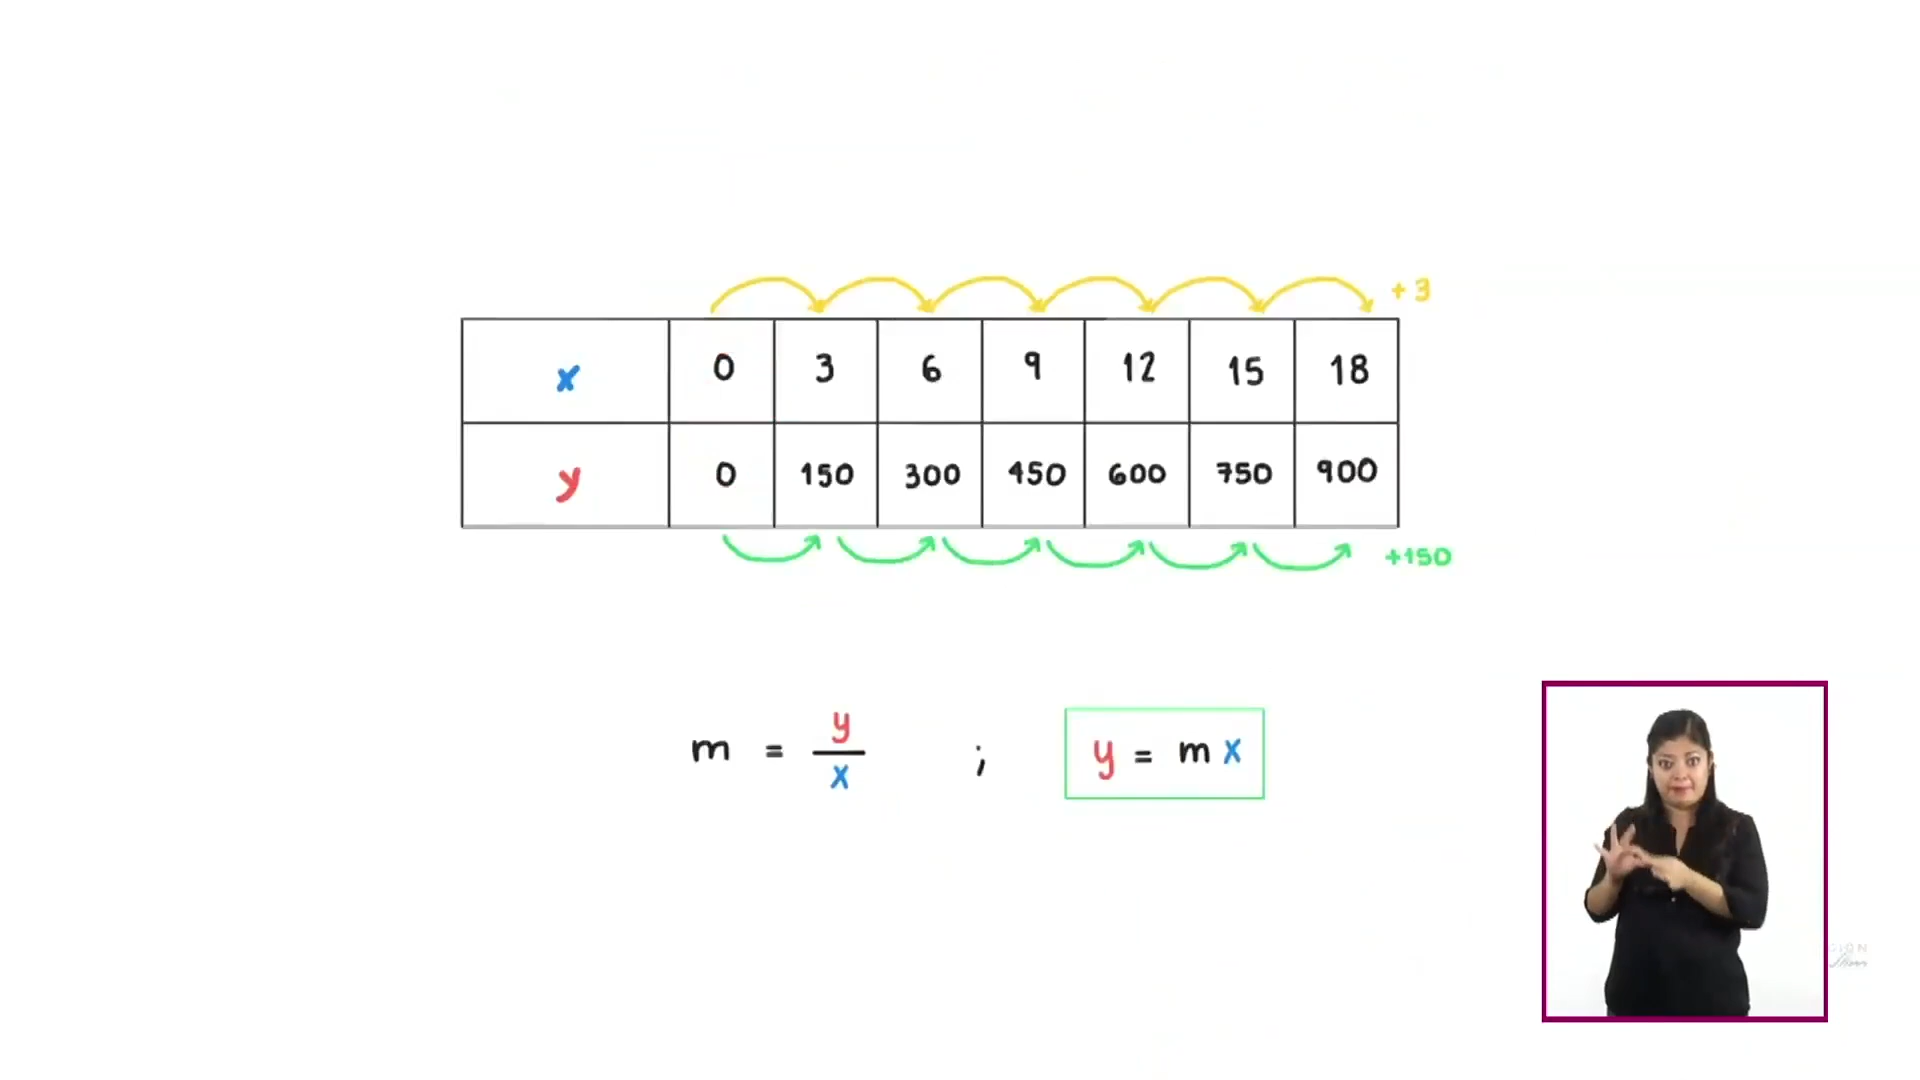 + 3
x 0 3 6 9 12 15 18
y 0 150 300 450 600 750 900
+150
m = y/x ; y = m x